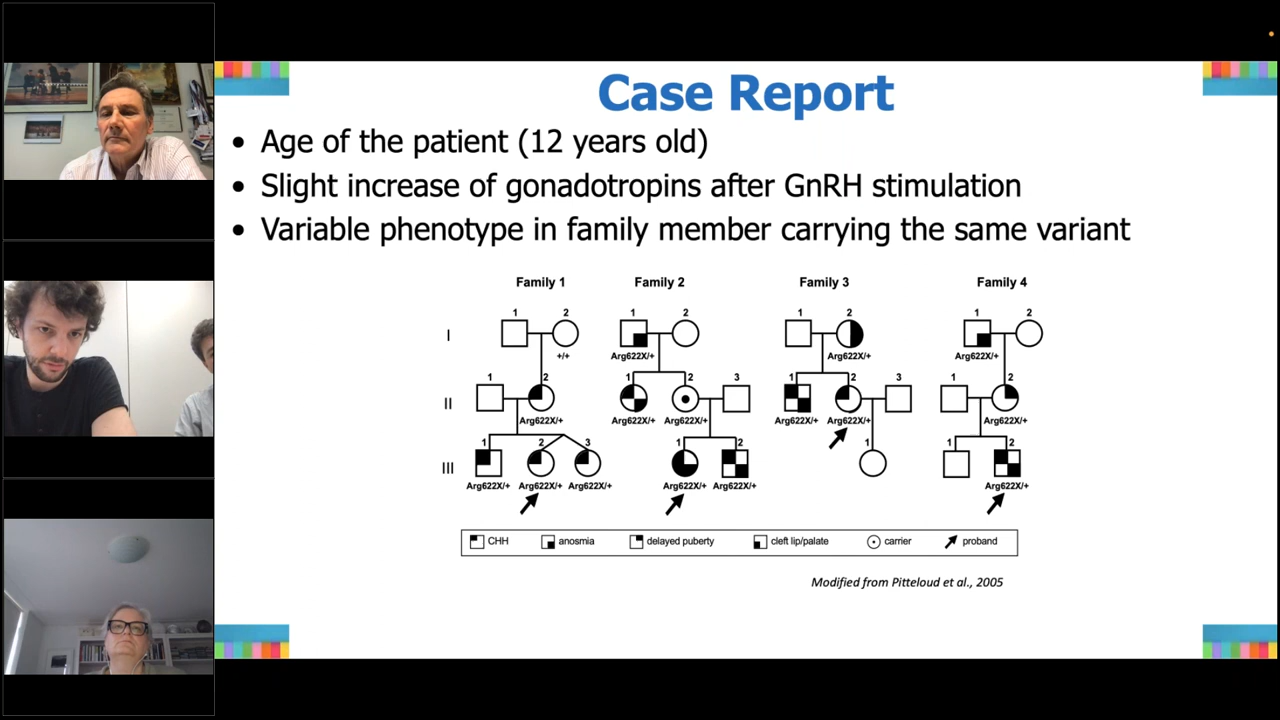 Case Report
• Age of the patient (12 years old)
• Slight increase of gonadotropins after GnRH stimulation
• Variable phenotype in family member carrying the same variant
Family 1 Family 2 Family 3 Family 4
1 2 1 2 1 2 1 2
I
+/+ Arg622X/+ Arg622X/+ Arg622X/+
1 2 1 2 3 1 2 3 1 2
II
Arg622X/+ Arg622X/+ Arg622X/+ Arg622X/+ Arg622X/+ Arg622X/+
1 2 3 1 2 1 1 2
III
Arg622X/+ Arg622X/+ Arg622X/+ Arg622X/+ Arg622X/+ Arg622X/+
CHH anosmia delayed puberty cleft lip/palate carrier proband
Modified from Pitteloud et al., 2005